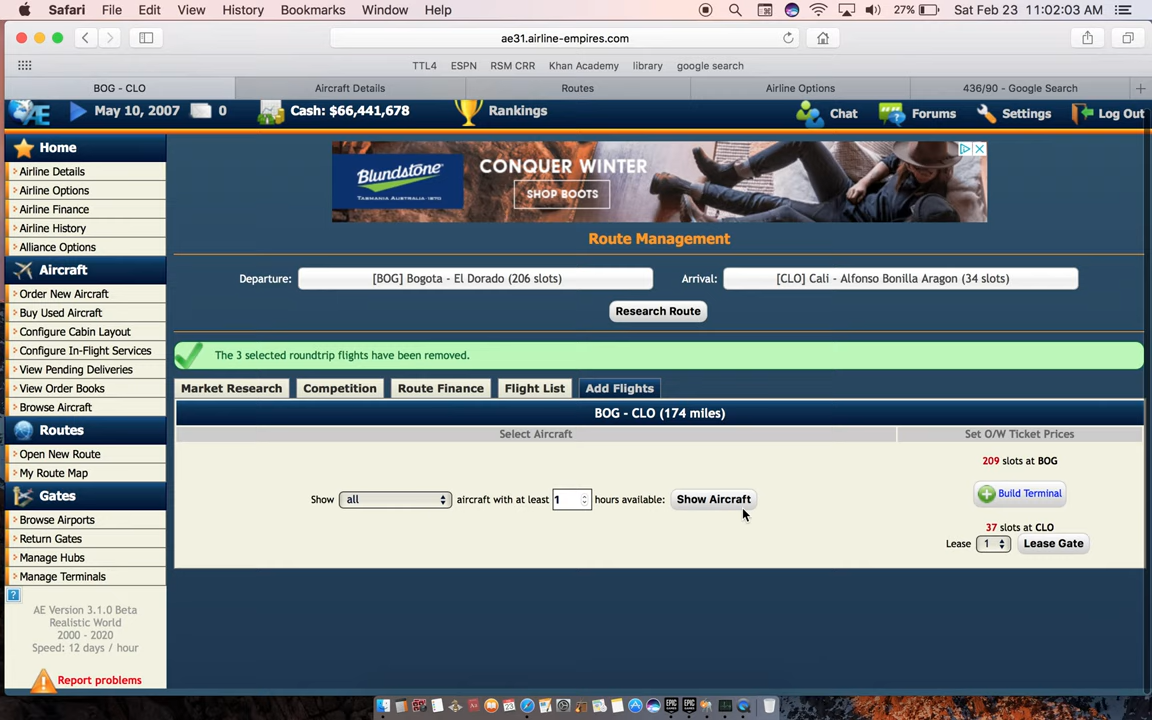 Safari File Edit View History Bookmarks Window Help 27% Sat Feb 23 11:02:03 AM
ae31.airline-empires.com
TTL4 ESPN RSM CRR Khan Academy library google search
BOG - CLO Aircraft Details Routes Airline Options 436/90 - Google Search
AE May 10, 2007 0 Cash: $66,441,678 Rankings Chat Forums Settings Log Out
Home
Airline Details
Airline Options
Airline Finance
Airline History
Alliance Options
Aircraft
Order New Aircraft
Buy Used Aircraft
Configure Cabin Layout
Configure In-Flight Services
View Pending Deliveries
View Order Books
Browse Aircraft
Routes
Open New Route
My Route Map
Gates
Browse Airports
Return Gates
Manage Hubs
Manage Terminals
?
AE Version 3.1.0 Beta
Realistic World
2000 - 2020
Speed: 12 days / hour
Report problems
Blundstone
TASMANIA AUSTRALIA 1870
CONQUER WINTER
SHOP BOOTS
Route Management
Departure: [BOG] Bogota - El Dorado (206 slots) Arrival: [CLO] Cali - Alfonso Bonilla Aragon (34 slots)
Research Route
The 3 selected roundtrip flights have been removed.
Market Research Competition Route Finance Flight List Add Flights
BOG - CLO (174 miles)
Select Aircraft Set O/W Ticket Prices
209 slots at BOG
Show all aircraft with at least 1 hours available: Show Aircraft
Build Terminal
37 slots at CLO
Lease 1 Lease Gate